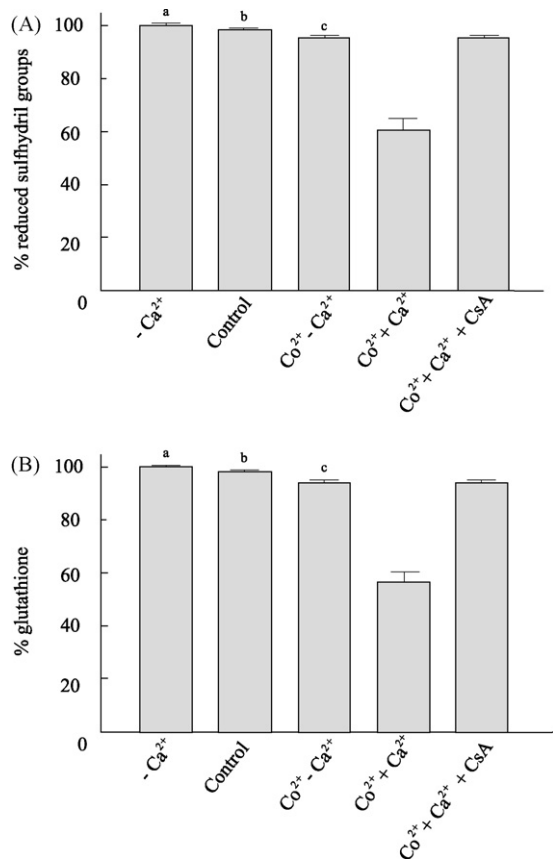 (A)
% reduced sulfhydril groups
100
80
60
40
20
0
a
b
c
- Ca²⁺
Control
Co²⁺ - Ca²⁺
Co²⁺ + Ca²⁺
Co²⁺ + Ca²⁺ + CsA
(B)
% glutathione
100
80
60
40
20
0
a
b
c
- Ca²⁺
Control
Co²⁺ - Ca²⁺
Co²⁺ + Ca²⁺
Co²⁺ + Ca²⁺ + CsA